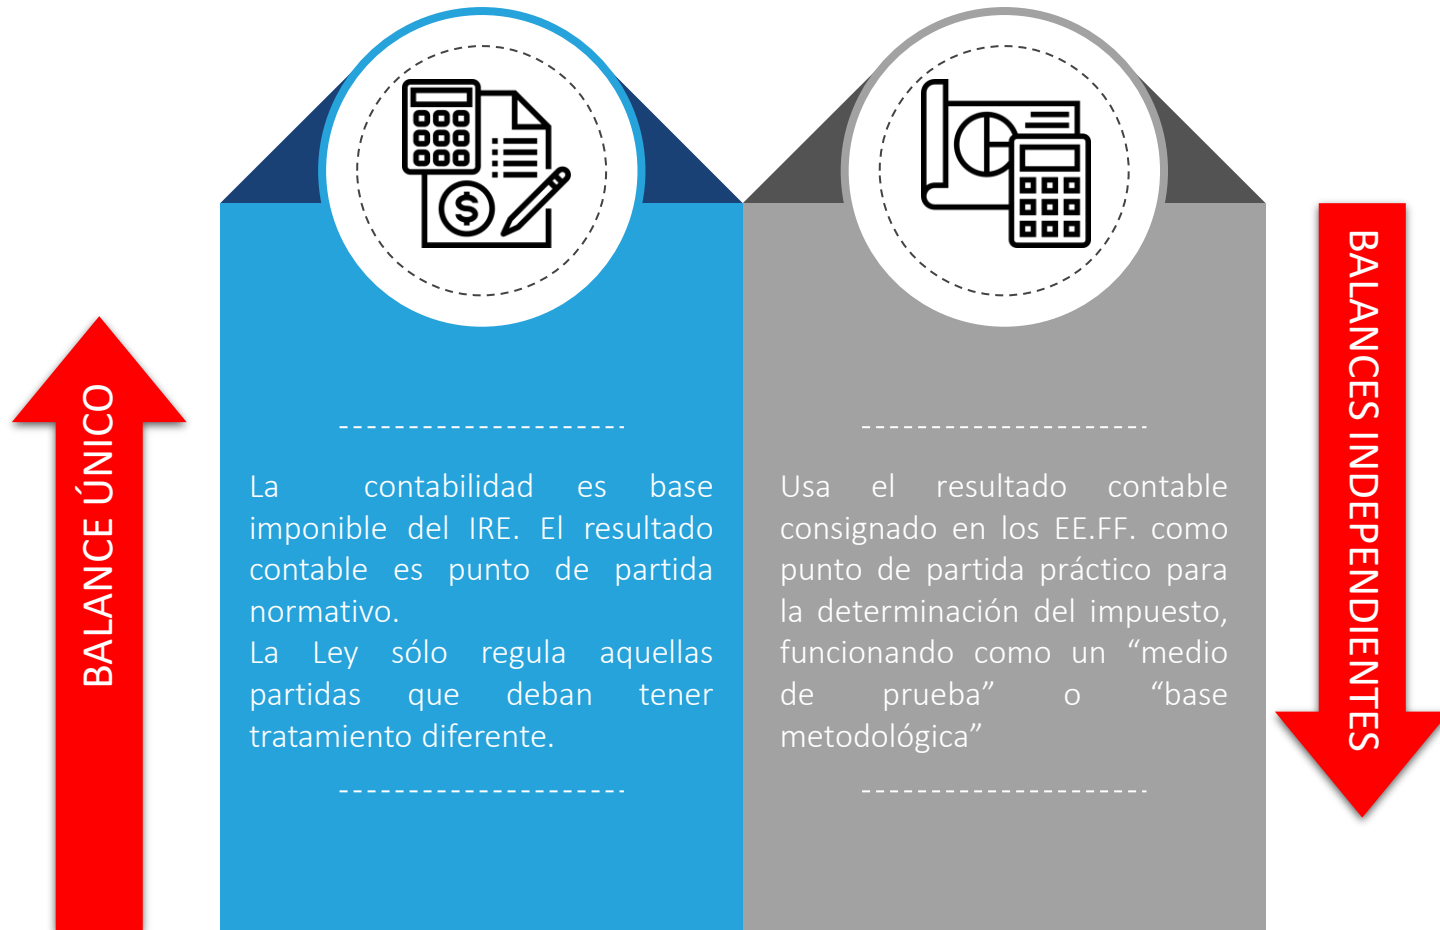 BALANCE ÚNICO
La contabilidad es base
imponible del IRE. El resultado
contable es punto de partida
normativo.
La Ley sólo regula aquellas
partidas que deban tener
tratamiento diferente.
$
Usa el resultado contable
consignado en los EE.FF. como
punto de partida práctico para
la determinación del impuesto,
funcionando como un “medio
de prueba” o “base
metodológica”
BALANCES INDEPENDIENTES